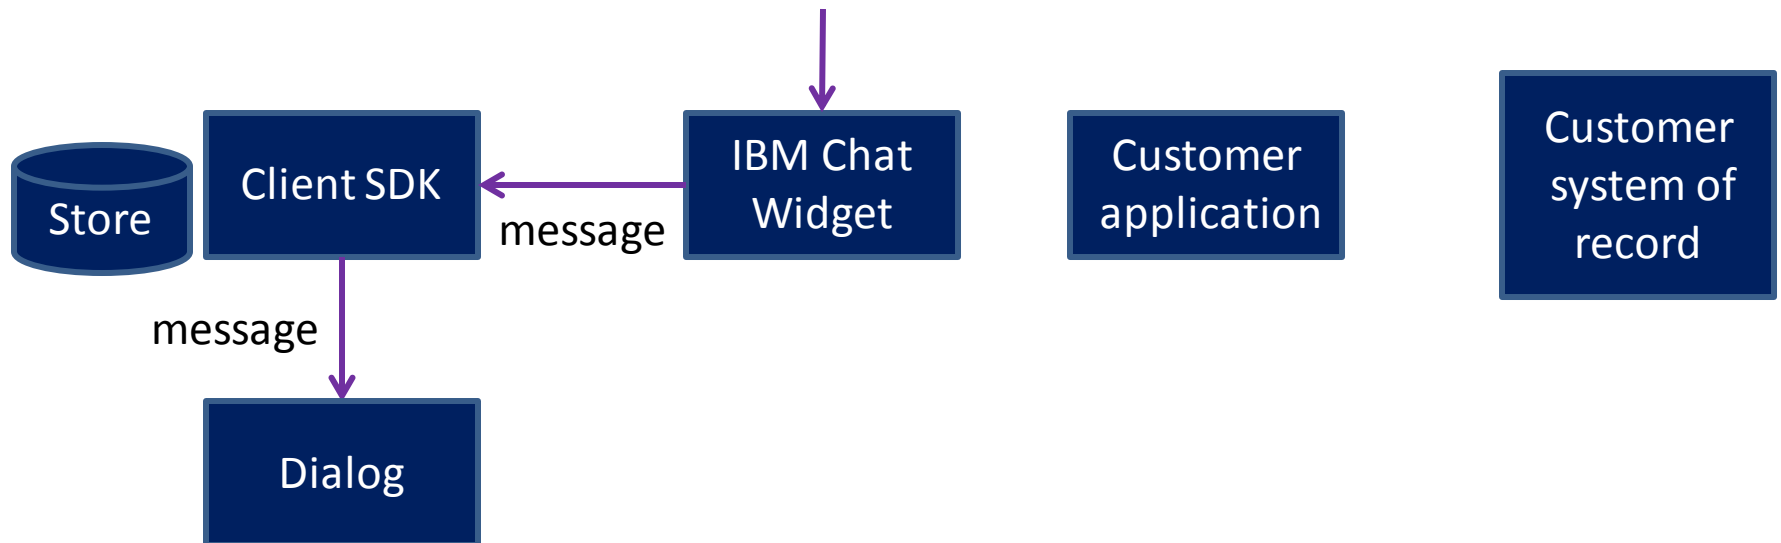 Store
Client SDK
message
IBM Chat
Widget
Customer
application
Customer
system of
record
message
Dialog